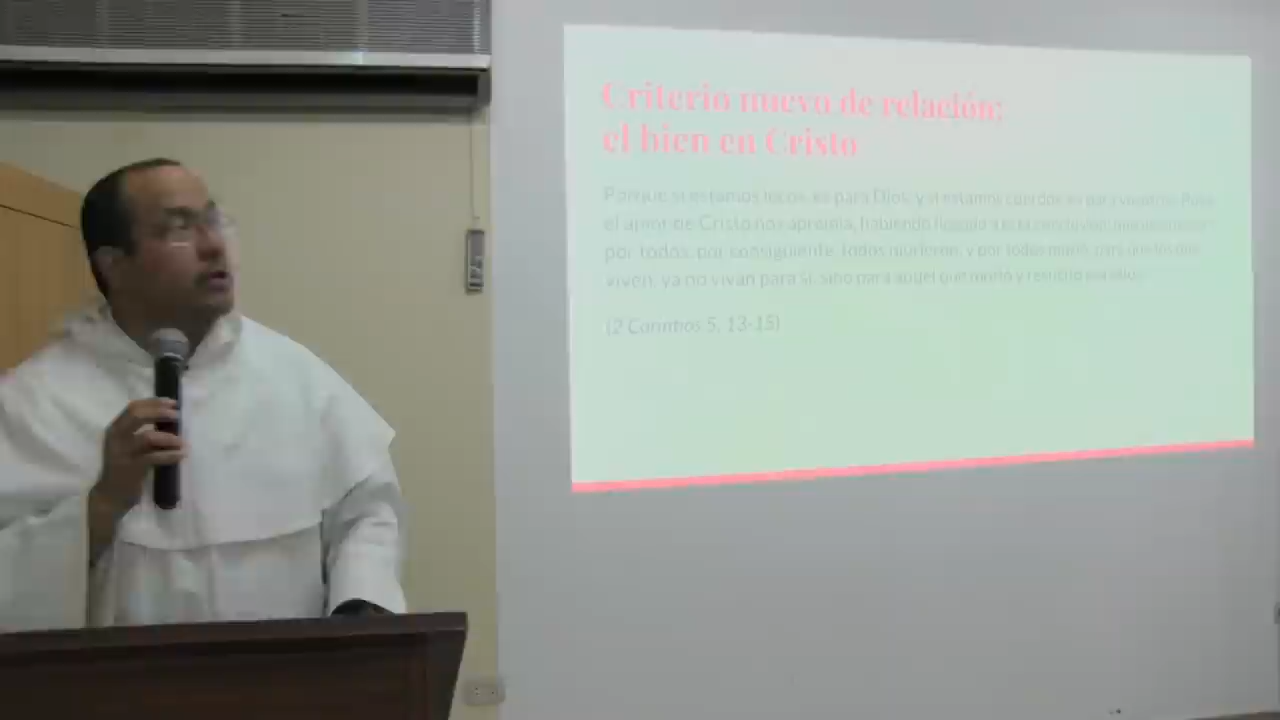 Criterio nuevo de relación:
el bien en Cristo
Porque si estamos locos, es para Dios, y si estamos cuerdos, es para vosotros. Pues
el amor de Cristo nos apremia, habiendo llegado a esta conclusión:
por todos, por consiguiente, todos murieron, y por todos murió, para que los que
viven, ya no vivan para sí, sino para aquel que murió y resucitó por ellos.
(2 Corintios 5, 13-15)